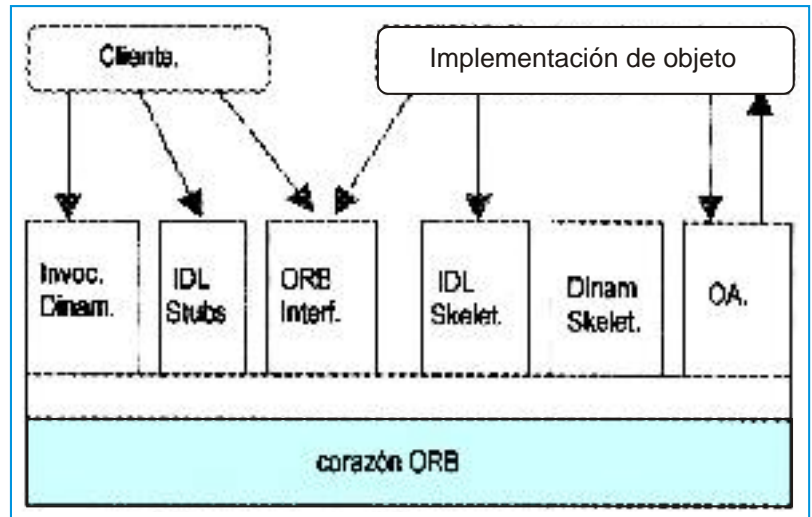 Cliente.
Implementación de objeto
Invoc.
Dinam.
IDL
Stubs
ORB
Interf.
IDL
Skelet.
Dinam
Skelet.
OA.
corazón ORB